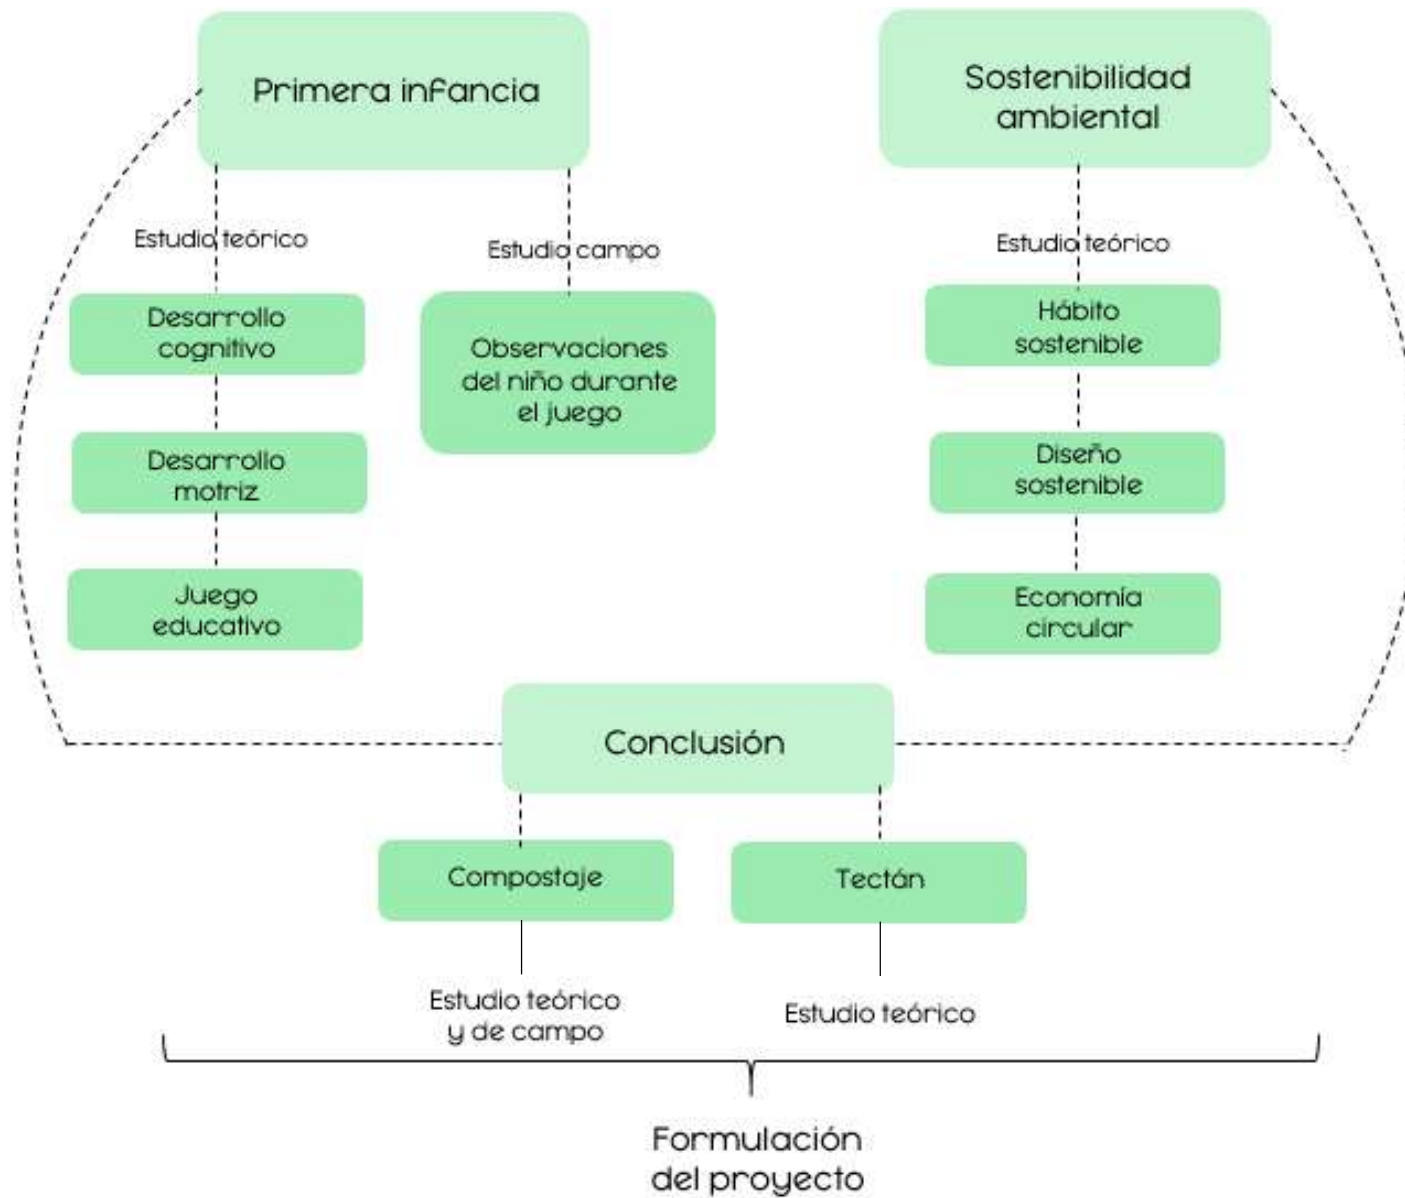 Primera infancia
Sostenibilidad
ambiental
Estudio teórico
Estudio campo
Estudio teórico
Desarrollo
cognitivo
Observaciones
del niño durante
el juego
Hábito
sostenible
Desarrollo
motriz
Diseño
sostenible
Juego
educativo
Economía
circular
Conclusión
Compostaje
Tectán
Estudio teórico
y de campo
Estudio teórico
Formulación
del proyecto